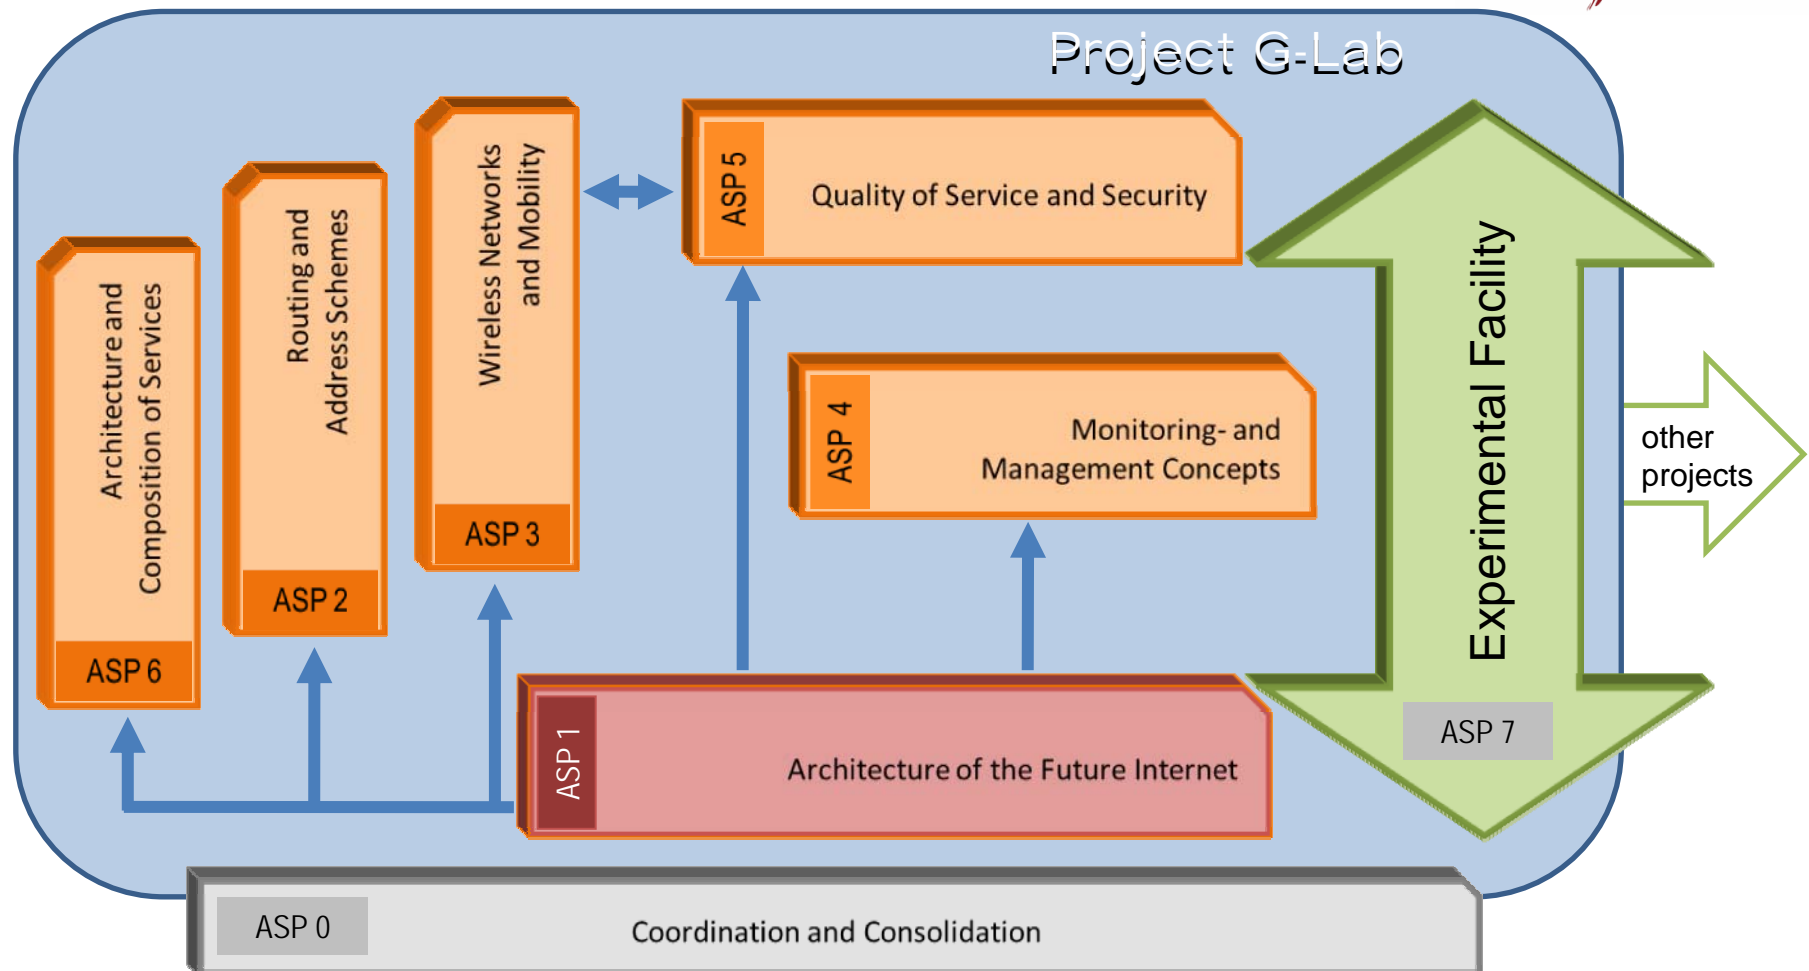 Project G-Lab
Architecture and
Composition of Services
ASP 6
Routing and
Address Schemes
ASP 2
Wireless Networks
and Mobility
ASP 3
ASP 5
Quality of Service and Security
ASP 4
Monitoring- and
Management Concepts
ASP 1
Architecture of the Future Internet
Experimental Facility
ASP 7
other
projects
ASP 0
Coordination and Consolidation